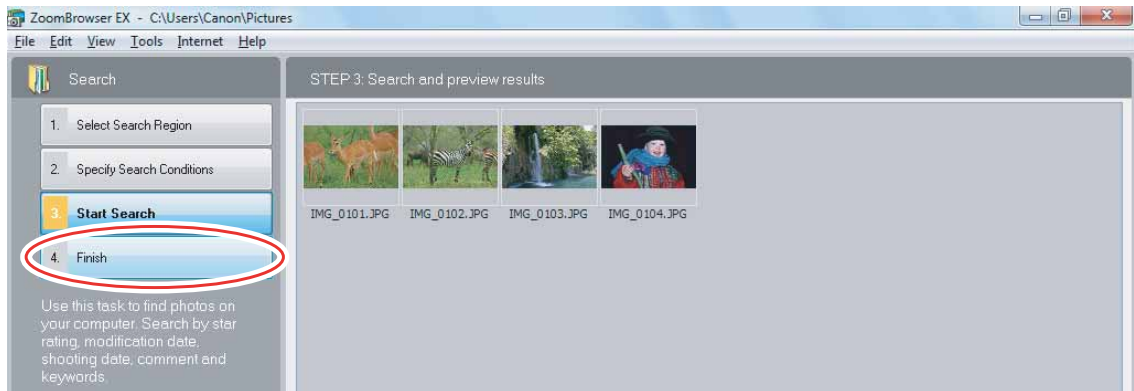 ZoomBrowser EX - C:\Users\Canon\Pictures
File Edit View Tools Internet Help
Search
STEP 3: Search and preview results
1. Select Search Region
2. Specify Search Conditions
3. Start Search
4. Finish
IMG_0101.JPG IMG_0102.JPG IMG_0103.JPG IMG_0104.JPG
Use this task to find photos on
your computer. Search by star
rating, modification date,
shooting date, comment and
keywords.